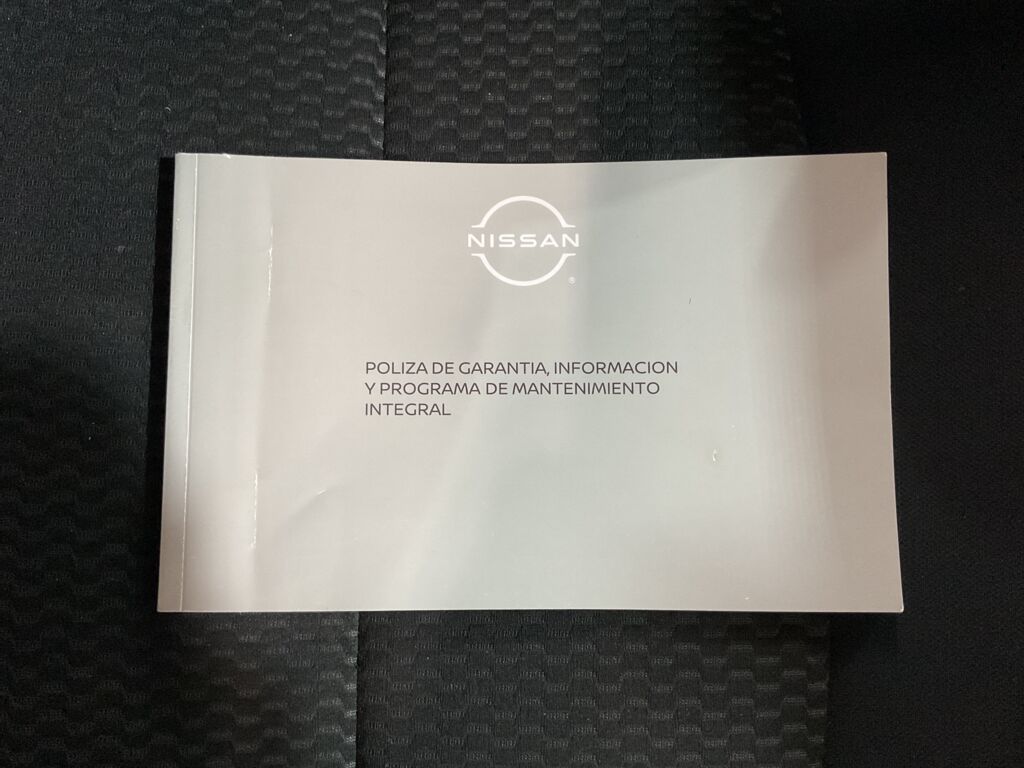 NISSAN
®
POLIZA DE GARANTIA, INFORMACION
Y PROGRAMA DE MANTENIMIENTO
INTEGRAL